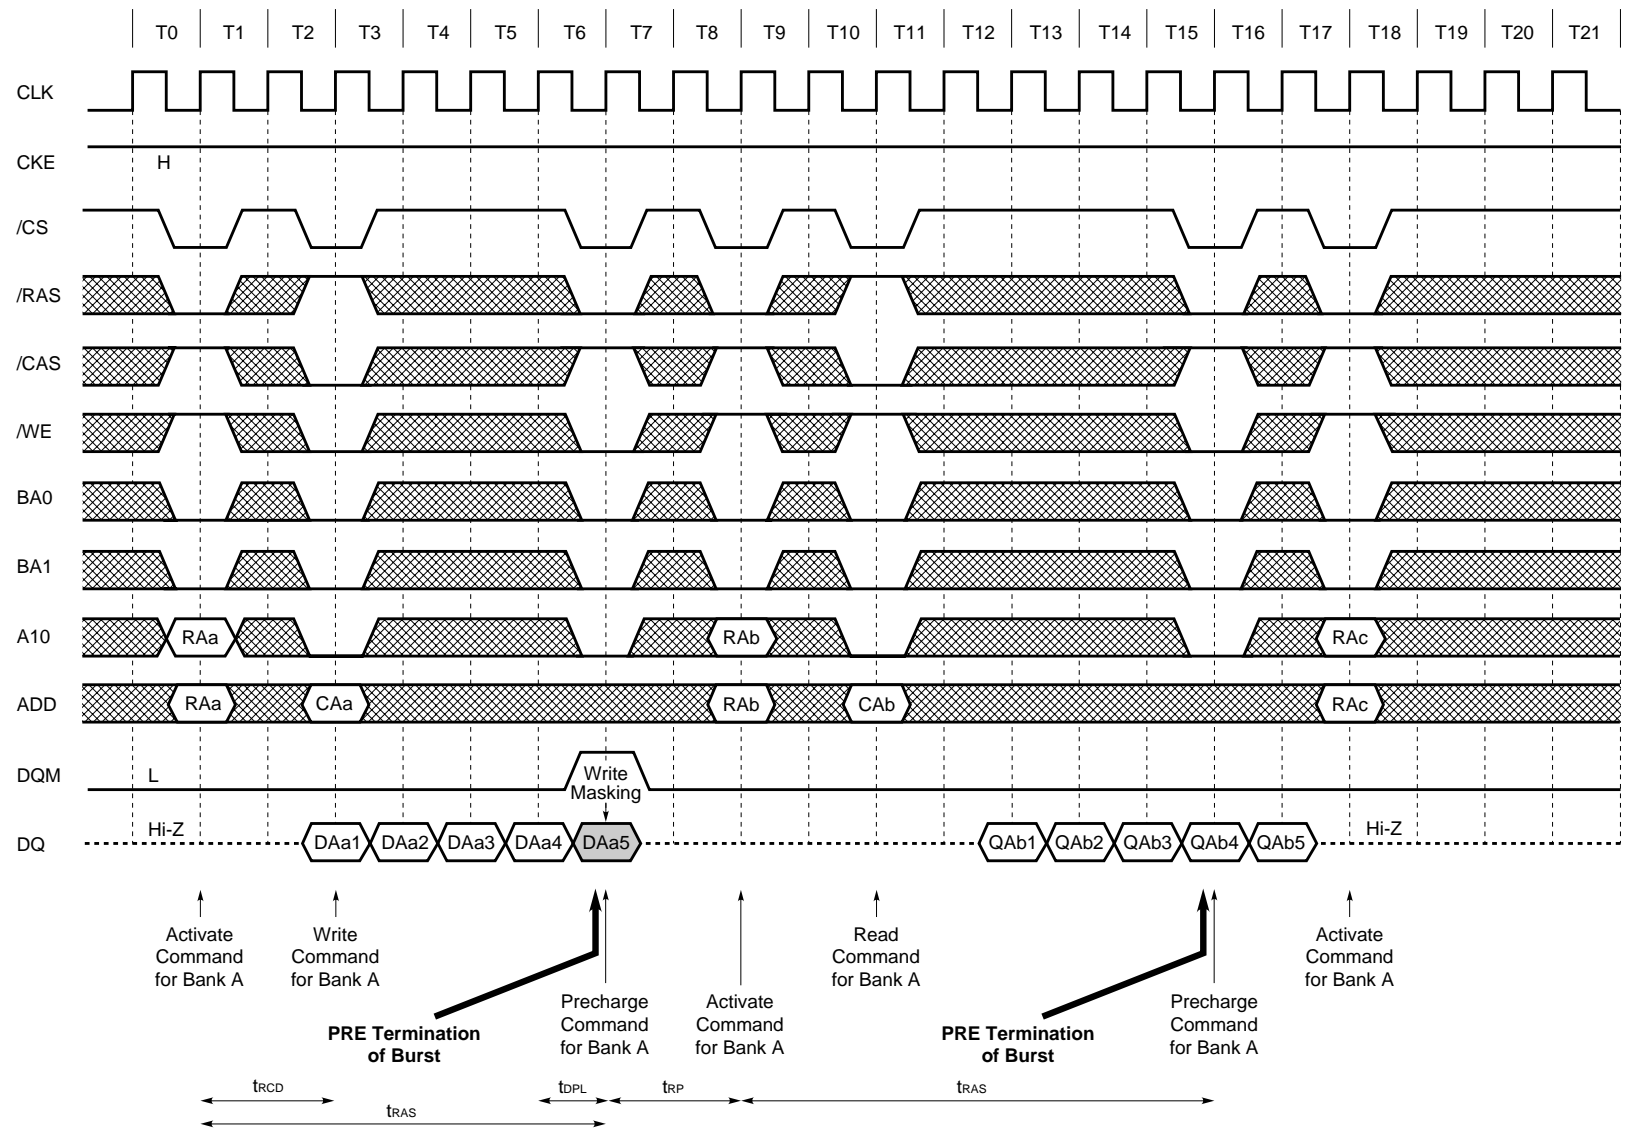 T0 T1 T2 T3 T4 T5 T6 T7 T8 T9 T10 T11 T12 T13 T14 T15 T16 T17 T18 T19 T20 T21
CLK
CKE H
/CS
/RAS
/CAS
/WE
BA0
BA1
A10 RAa RAb RAc
ADD RAa CAa RAb CAb RAc
DQM L Write
Masking
DQ Hi-Z DAa1 DAa2 DAa3 DAa4 DAa5 QAb1 QAb2 QAb3 QAb4 QAb5 Hi-Z
Activate
Command
for Bank A
Write
Command
for Bank A
PRE Termination
of Burst
Precharge
Command
for Bank A
Activate
Command
for Bank A
Read
Command
for Bank A
PRE Termination
of Burst
Precharge
Command
for Bank A
Activate
Command
for Bank A
tRCD tDPL tRP tRAS
tRAS